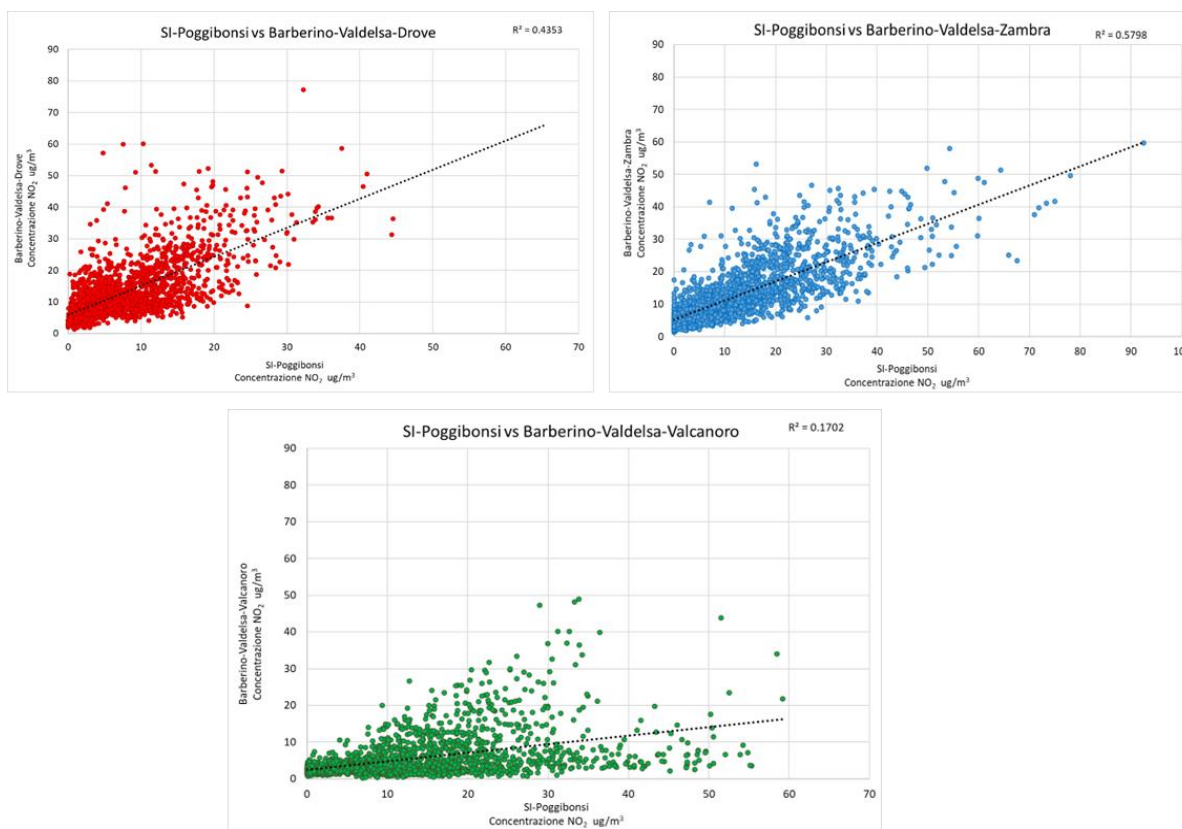 SI-Poggibonsi vs Barberino-Valdelsa-Drove
R² = 0.4353
Barberino-Valdelsa-Drove
Concentrazione NO₂ ug/m³
90
80
70
60
50
40
30
20
10
0
0 10 20 30 40 50 60 70
SI-Poggibonsi
Concentrazione NO₂ ug/m³
SI-Poggibonsi vs Barberino-Valdelsa-Zambra
R² = 0.5798
Barberino-Valdelsa-Zambra
Concentrazione NO₂ ug/m³
90
80
70
60
50
40
30
20
10
0
0 10 20 30 40 50 60 70 80 90 100
SI-Poggibonsi
Concentrazione NO₂ ug/m³
SI-Poggibonsi vs Barberino-Valdelsa-Valcanoro
R² = 0.1702
Barberino-Valdelsa-Valcanoro
Concentrazione NO₂ ug/m³
90
80
70
60
50
40
30
20
10
0
0 10 20 30 40 50 60 70
SI-Poggibonsi
Concentrazione NO₂ ug/m³